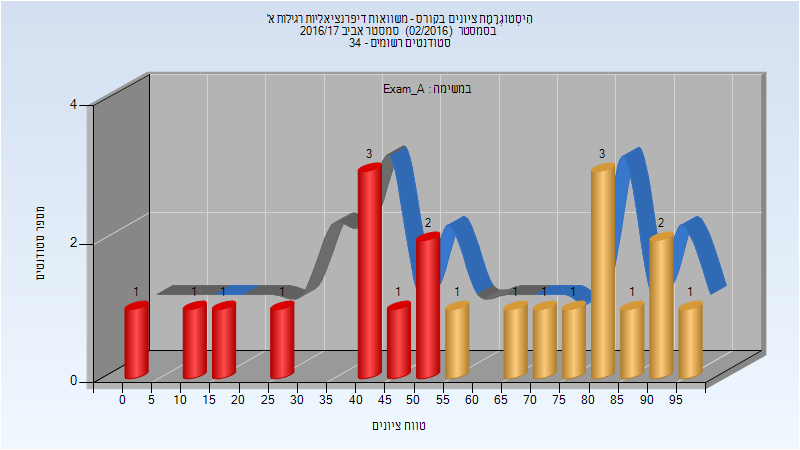 הִיסְטוֹגְרָמַת ציונים בקורס - משוואות דיפרנציאליות רגילות א'
בסמסטר (02/2016) סמסטר אביב 2016/17
סטודנטים רשומים - 34
במשימה : Exam_A
מספר סטודנטים
4
2
0
1 1 1 1 3 1 2 1 1 1 1 3 1 2 1
0 5 10 15 20 25 30 35 40 45 50 55 60 65 70 75 80 85 90 95
טווח ציונים